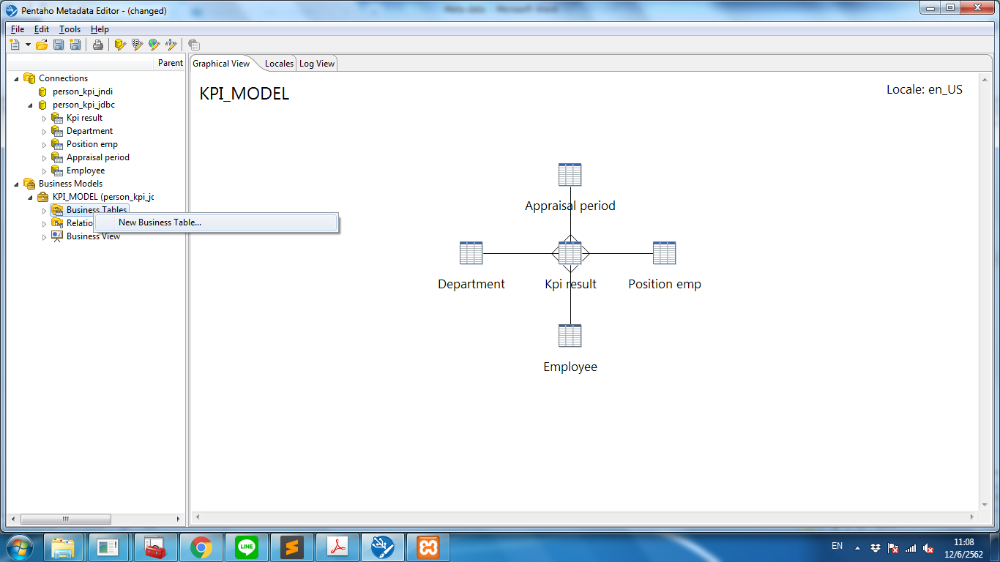 Pentaho Metadata Editor - (changed)
File Edit Tools Help
Parent
Connections
person_kpi_jndi
person_kpi_jdbc
Kpi result
Department
Position emp
Appraisal period
Employee
Business Models
KPI_MODEL (person_kpi_jc
Business Tables
Relatio
Business View
New Business Table...
Graphical View Locales Log View
KPI_MODEL
Locale: en_US
Appraisal period
Department
Kpi result
Position emp
Employee
LINE
EN
11:08
12/6/2562